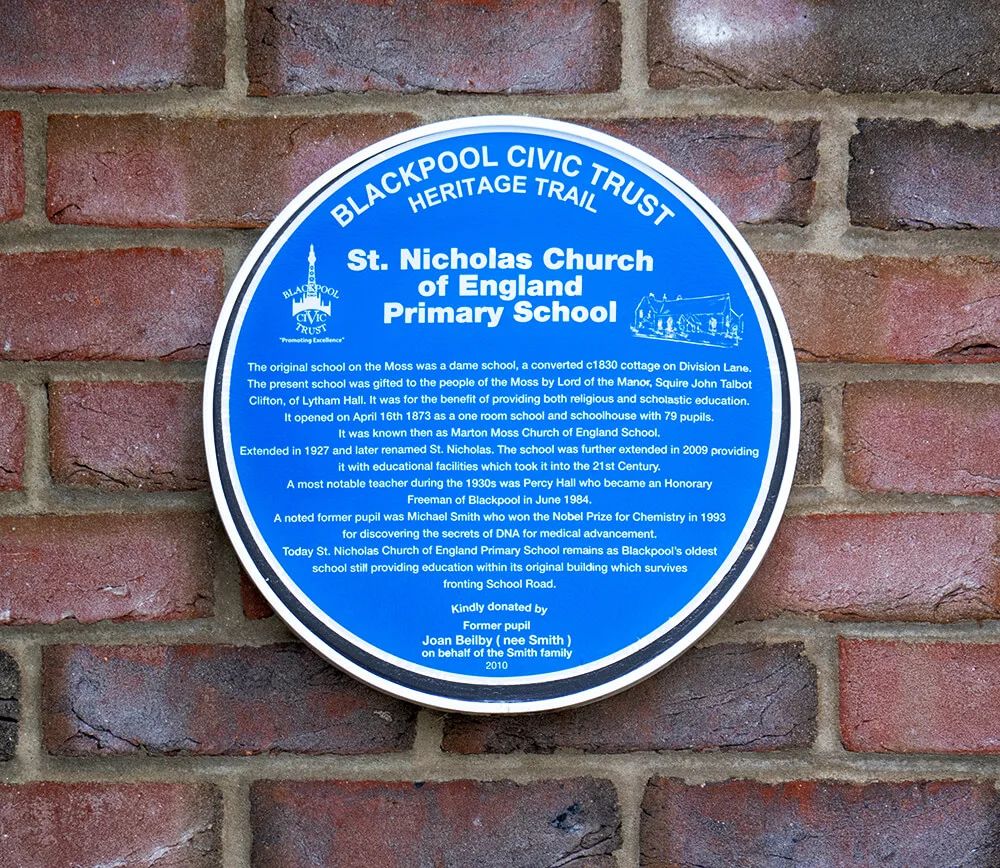 BLACKPOOL CIVIC TRUST
HERITAGE TRAIL
St. Nicholas Church
of England
Primary School
BLACKPOOL
CIVIC
TRUST
"Promoting Excellence"
The original school on the Moss was a dame school, a converted c1830 cottage on Division Lane.
The present school was gifted to the people of the Moss by Lord of the Manor, Squire John Talbot
Clifton, of Lytham Hall. It was for the benefit of providing both religious and scholastic education.
It opened on April 16th 1873 as a one room school and schoolhouse with 79 pupils.
It was known then as Marton Moss Church of England School.
Extended in 1927 and later renamed St. Nicholas. The school was further extended in 2009 providing
it with educational facilities which took it into the 21st Century.
A most notable teacher during the 1930s was Percy Hall who became an Honorary
Freeman of Blackpool in June 1984.
A noted former pupil was Michael Smith who won the Nobel Prize for Chemistry in 1993
for discovering the secrets of DNA for medical advancement.
Today St. Nicholas Church of England Primary School remains as Blackpool's oldest
school still providing education within its original building which survives
fronting School Road.
Kindly donated by
Former pupil
Joan Beilby ( nee Smith )
on behalf of the Smith family
2010